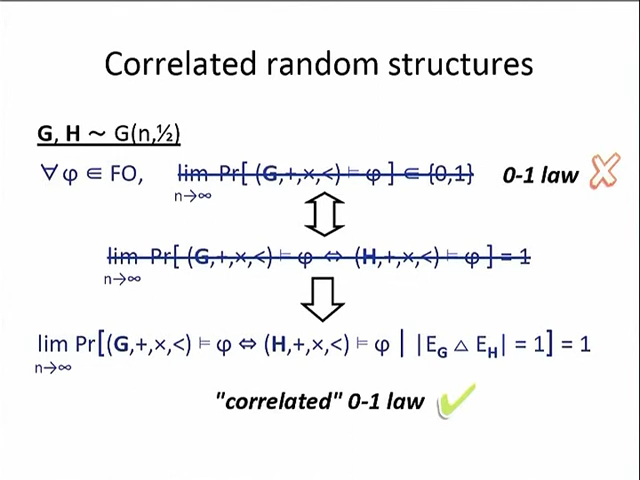 Correlated random structures
G, H ~ G(n,½)
∀ φ ∈ FO, lim Pr[ (G,+,×,<) ⊨ φ ] ∈ {0,1} 0-1 law
n→∞
lim Pr[ (G,+,×,<) ⊨ φ ⇔ (H,+,×,<) ⊨ φ ] = 1
n→∞
lim Pr[(G,+,×,<) ⊨ φ ⇔ (H,+,×,<) ⊨ φ | |E_G △ E_H| = 1] = 1
n→∞
"correlated" 0-1 law